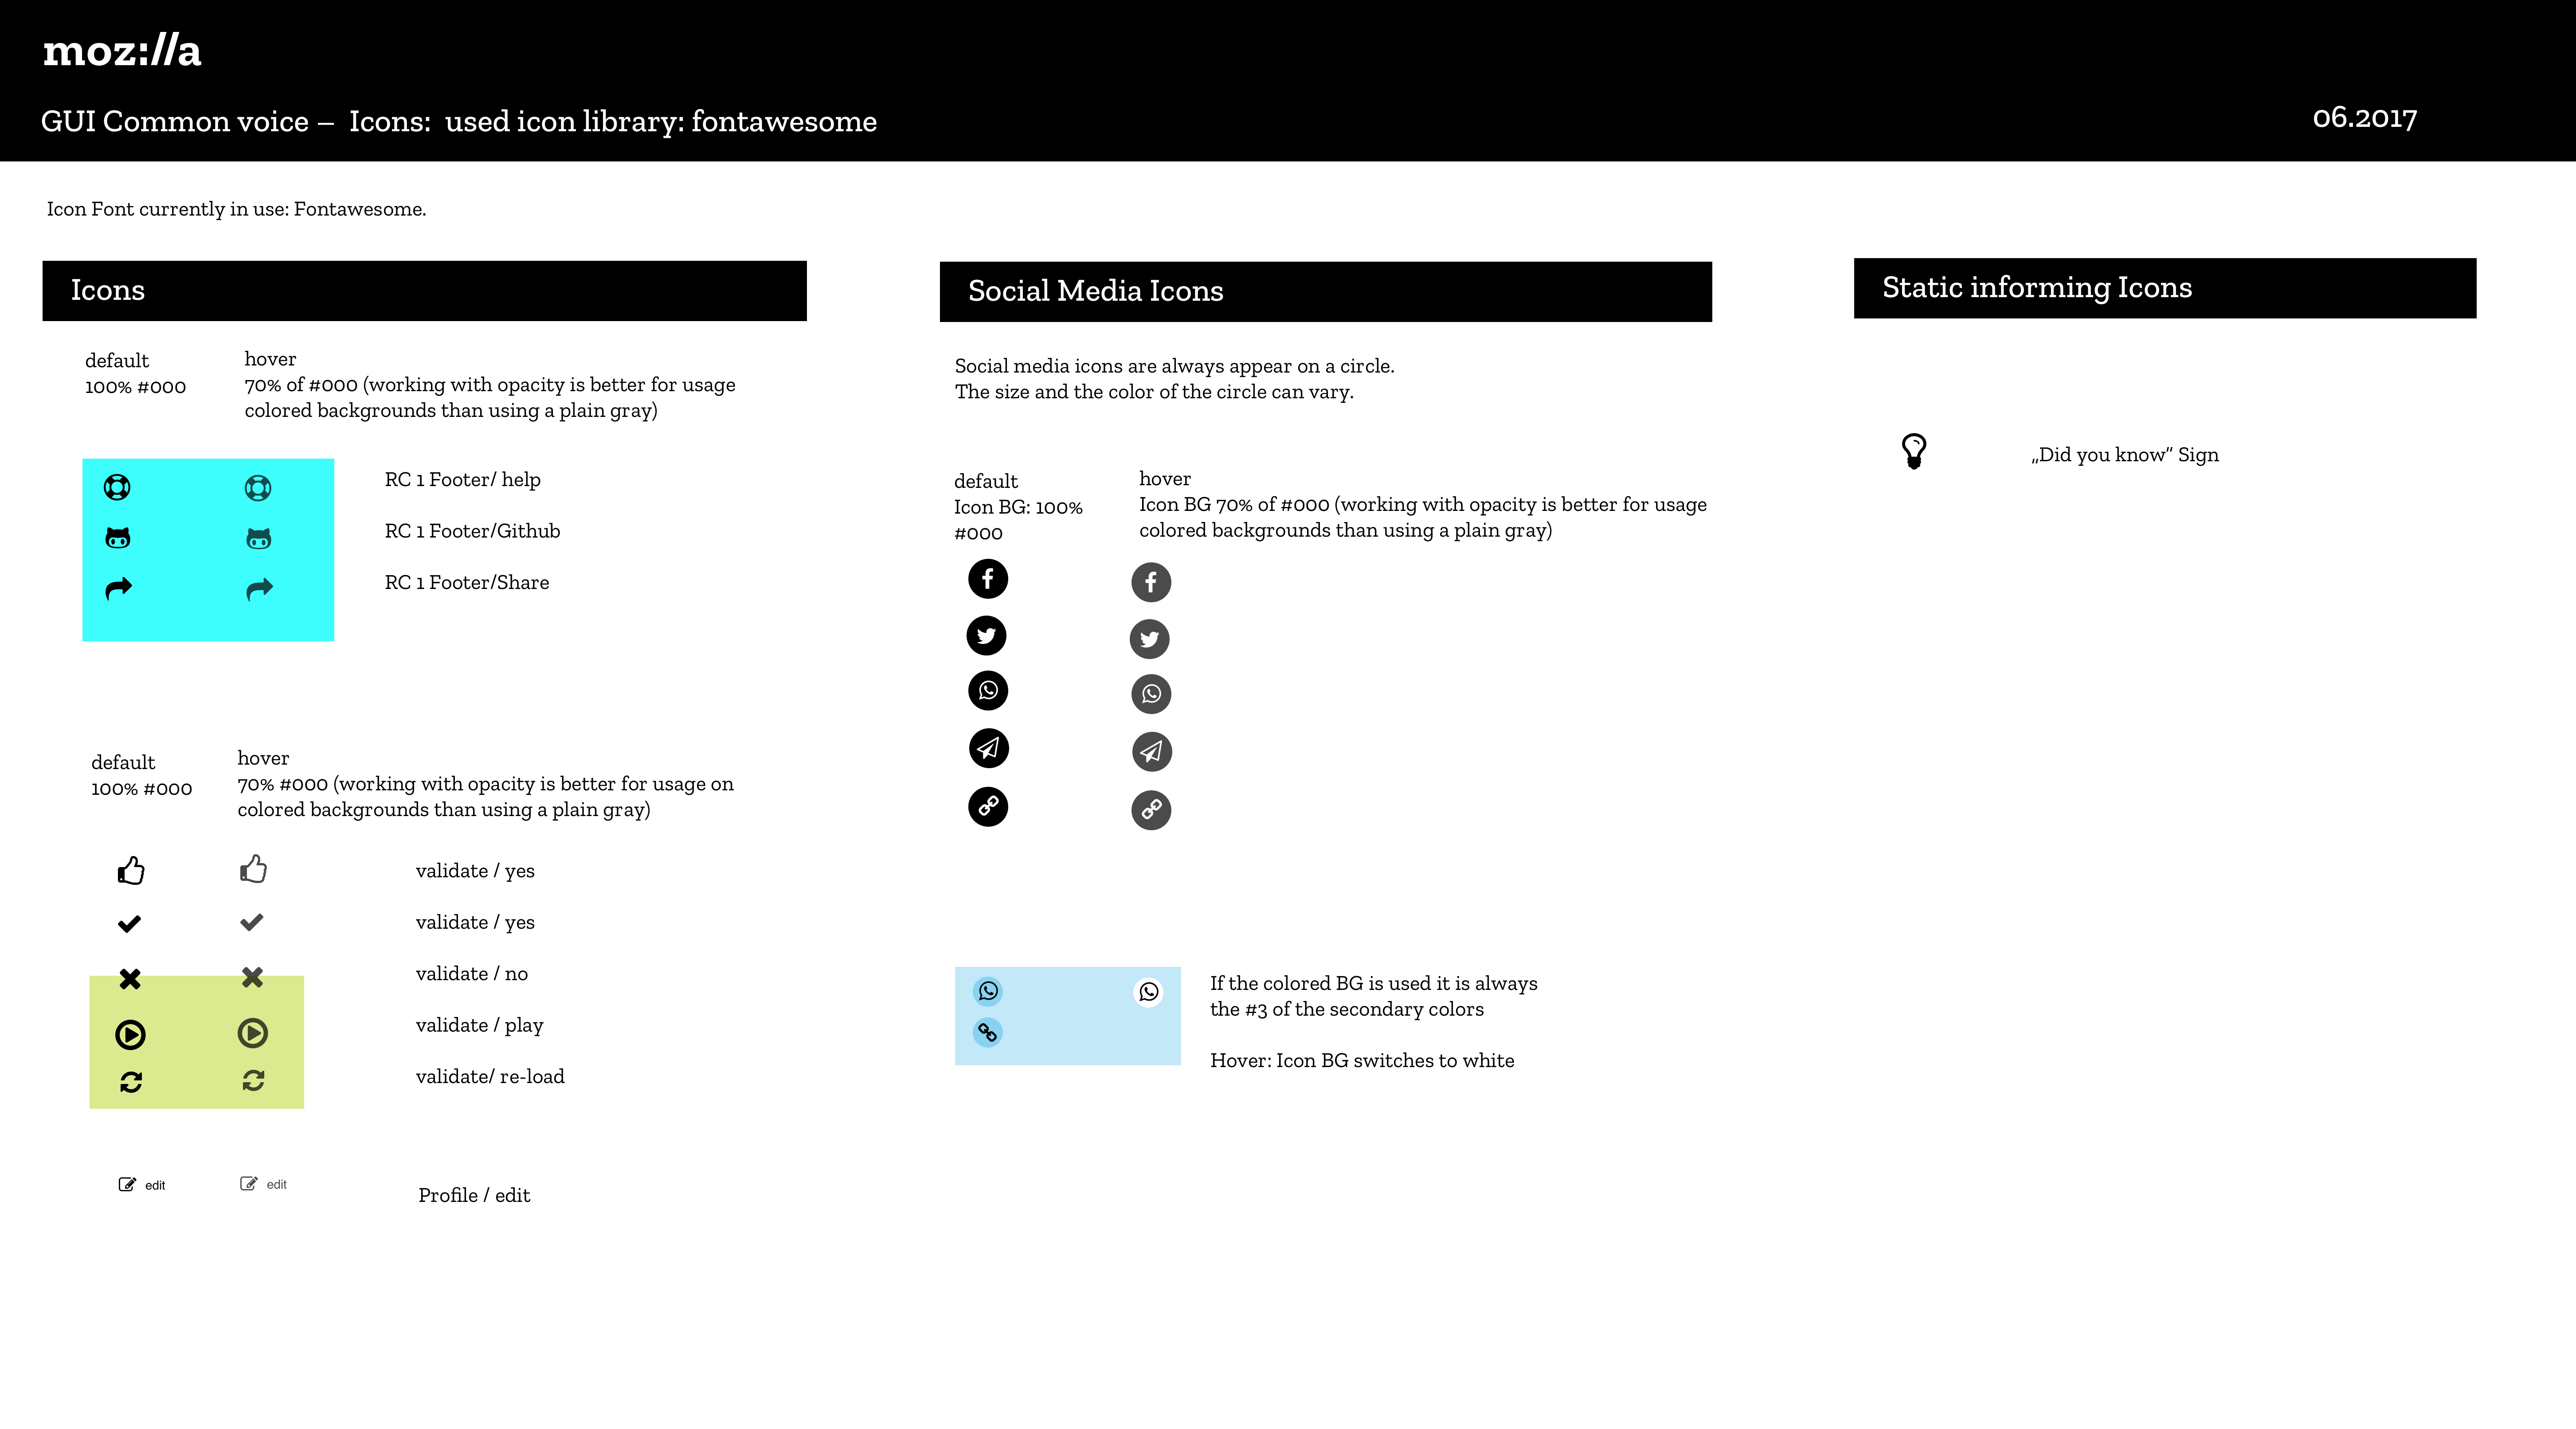 moz://a
GUI Common voice – Icons: used icon library: fontawesome
06.2017
Icon Font currently in use: Fontawesome.
Icons
default
100% #000
hover
70% of #000 (working with opacity is better for usage
colored backgrounds than using a plain gray)
RC 1 Footer/ help
RC 1 Footer/Github
RC 1 Footer/Share
default
100% #000
hover
70% #000 (working with opacity is better for usage on
colored backgrounds than using a plain gray)
validate / yes
validate / yes
validate / no
validate / play
validate/ re-load
edit
edit
Profile / edit
Social Media Icons
Social media icons are always appear on a circle.
The size and the color of the circle can vary.
default
Icon BG: 100%
#000
hover
Icon BG 70% of #000 (working with opacity is better for usage
colored backgrounds than using a plain gray)
If the colored BG is used it is always
the #3 of the secondary colors
Hover: Icon BG switches to white
Static informing Icons
„Did you know” Sign